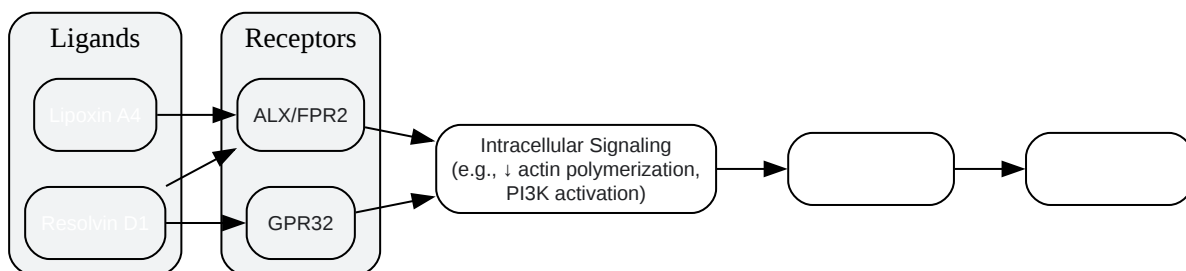 Ligands
Receptors
Lipoxin A4
ALX/FPR2
Resolvin D1
GPR32
Intracellular Signaling
(e.g., ↓ actin polymerization,
PI3K activation)